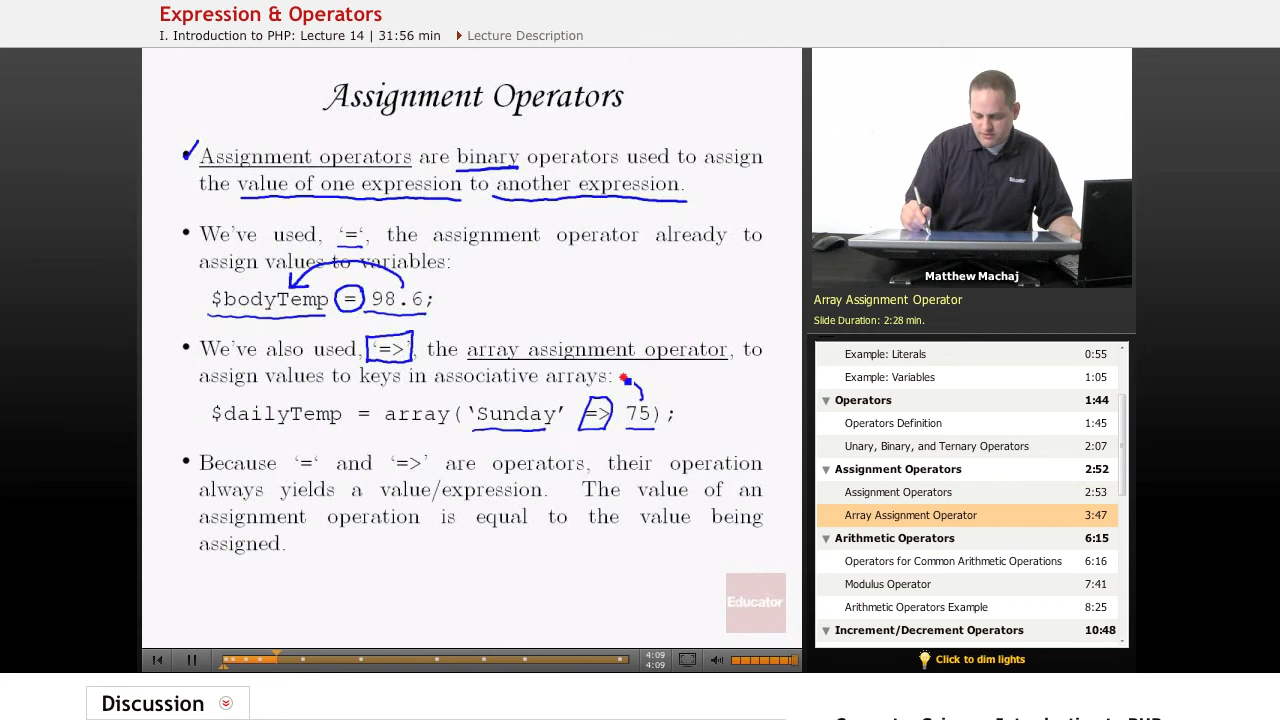 Expression & Operators
I. Introduction to PHP: Lecture 14 | 31:56 min Lecture Description
Assignment Operators
• Assignment operators are binary operators used to assign
the value of one expression to another expression.
• We've used, '=', the assignment operator already to
assign values to variables:
$bodyTemp = 98.6;
• We've also used, '=>', the array assignment operator, to
assign values to keys in associative arrays:
$dailyTemp = array('Sunday' => 75);
• Because '=' and '=>' are operators, their operation
always yields a value/expression. The value of an
assignment operation is equal to the value being
assigned.
Educator
4:09
4:09
Matthew Machaj
Array Assignment Operator
Slide Duration: 2:28 min.
Example: Literals 0:55
Example: Variables 1:05
Operators 1:44
Operators Definition 1:45
Unary, Binary, and Ternary Operators 2:07
Assignment Operators 2:52
Assignment Operators 2:53
Array Assignment Operator 3:47
Arithmetic Operators 6:15
Operators for Common Arithmetic Operations 6:16
Modulus Operator 7:41
Arithmetic Operators Example 8:25
Increment/Decrement Operators 10:48
Click to dim lights
Discussion